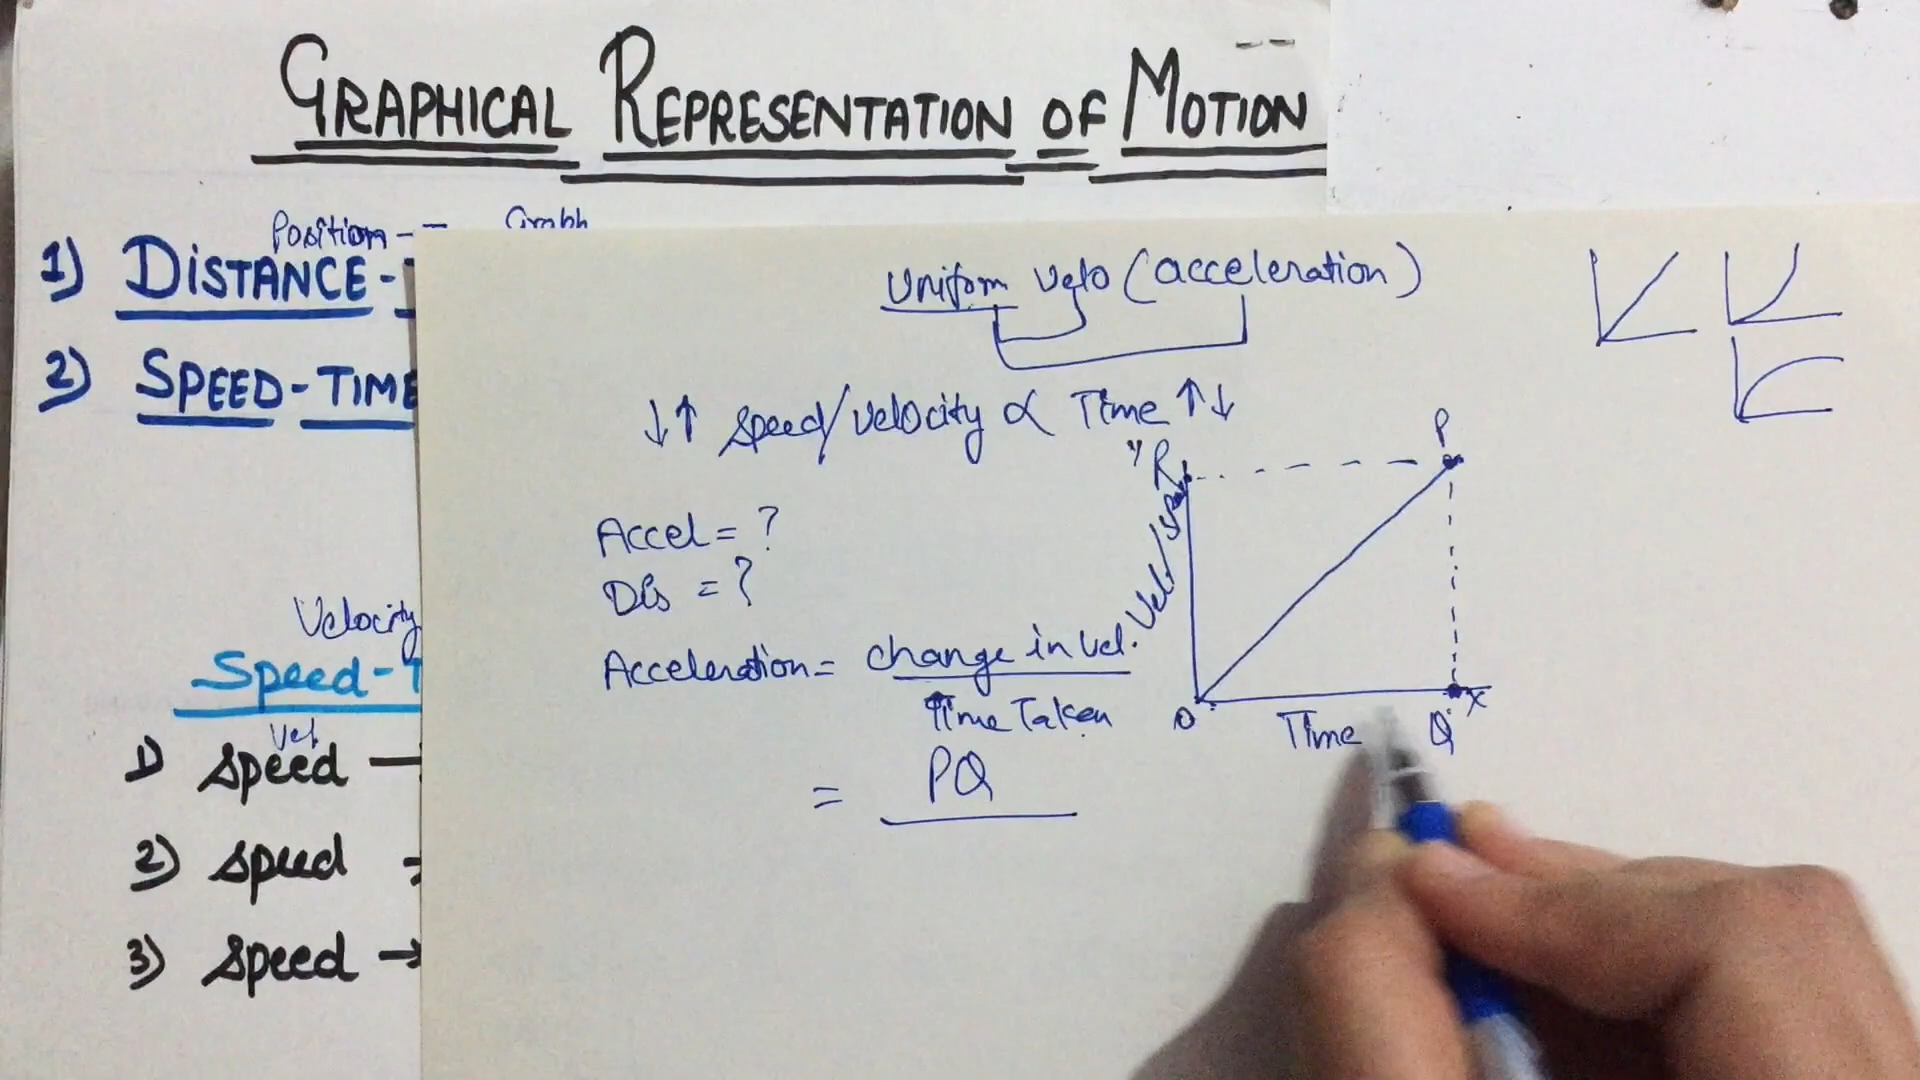 GRAPHICAL REPRESENTATION OF MOTION
Position -
1) DISTANCE-
2) SPEED-TIME
Velocity
Speed-T
Vel
1) Speed →
2) Speed
3) Speed →
Uniform Velo (acceleration)
↓↑ Speed/Velocity ∝ Time ↑↓
Accel = ?
Dis = ?
Acceleration = change in Vel.
Time Taken
= PQ
Y R P
Vel./
O Time Q X